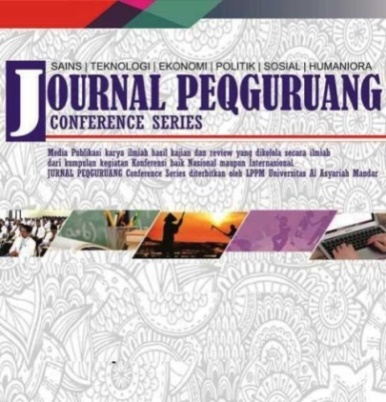 SAINS | TEKNOLOGI | EKONOMI | POLITIK | SOSIAL | HUMANIORA
JOURNAL PEQGURUANG
CONFERENCE SERIES
Media Publikasi karya ilmiah hasil kajian dan review yang dikelola secara ilmiah
dari kumpulan kegiatan Konferensi baik Nasional maupun Internasional
JURNAL PEQGURUANG Conference Series diterbitkan oleh LPPM Universitas Al Asyariah Mandar